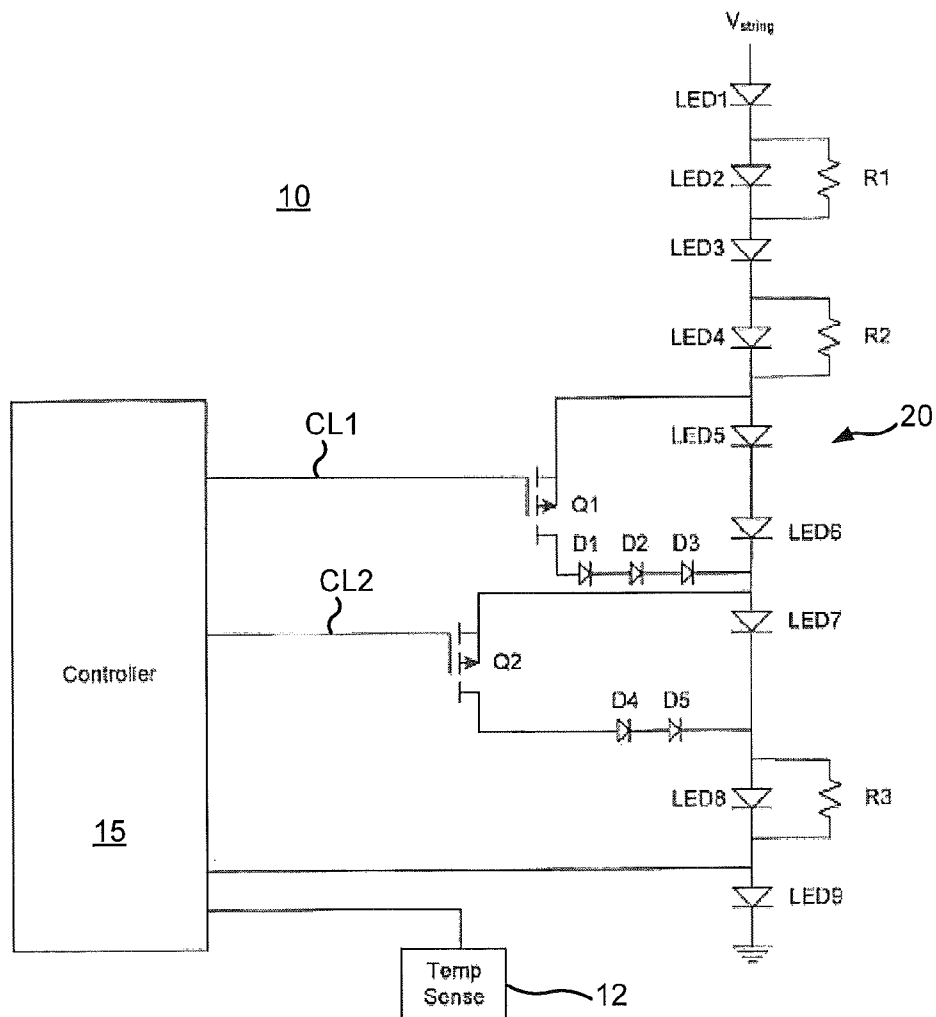 Vstring
LED1
LED2
R1
10
LED3
LED4
R2
CL1
LED5
20
Q1
LED6
D1 D2 D3
CL2
LED7
Controller
Q2
D4 D5
LED8
R3
15
LED9
Temp
Sense
12